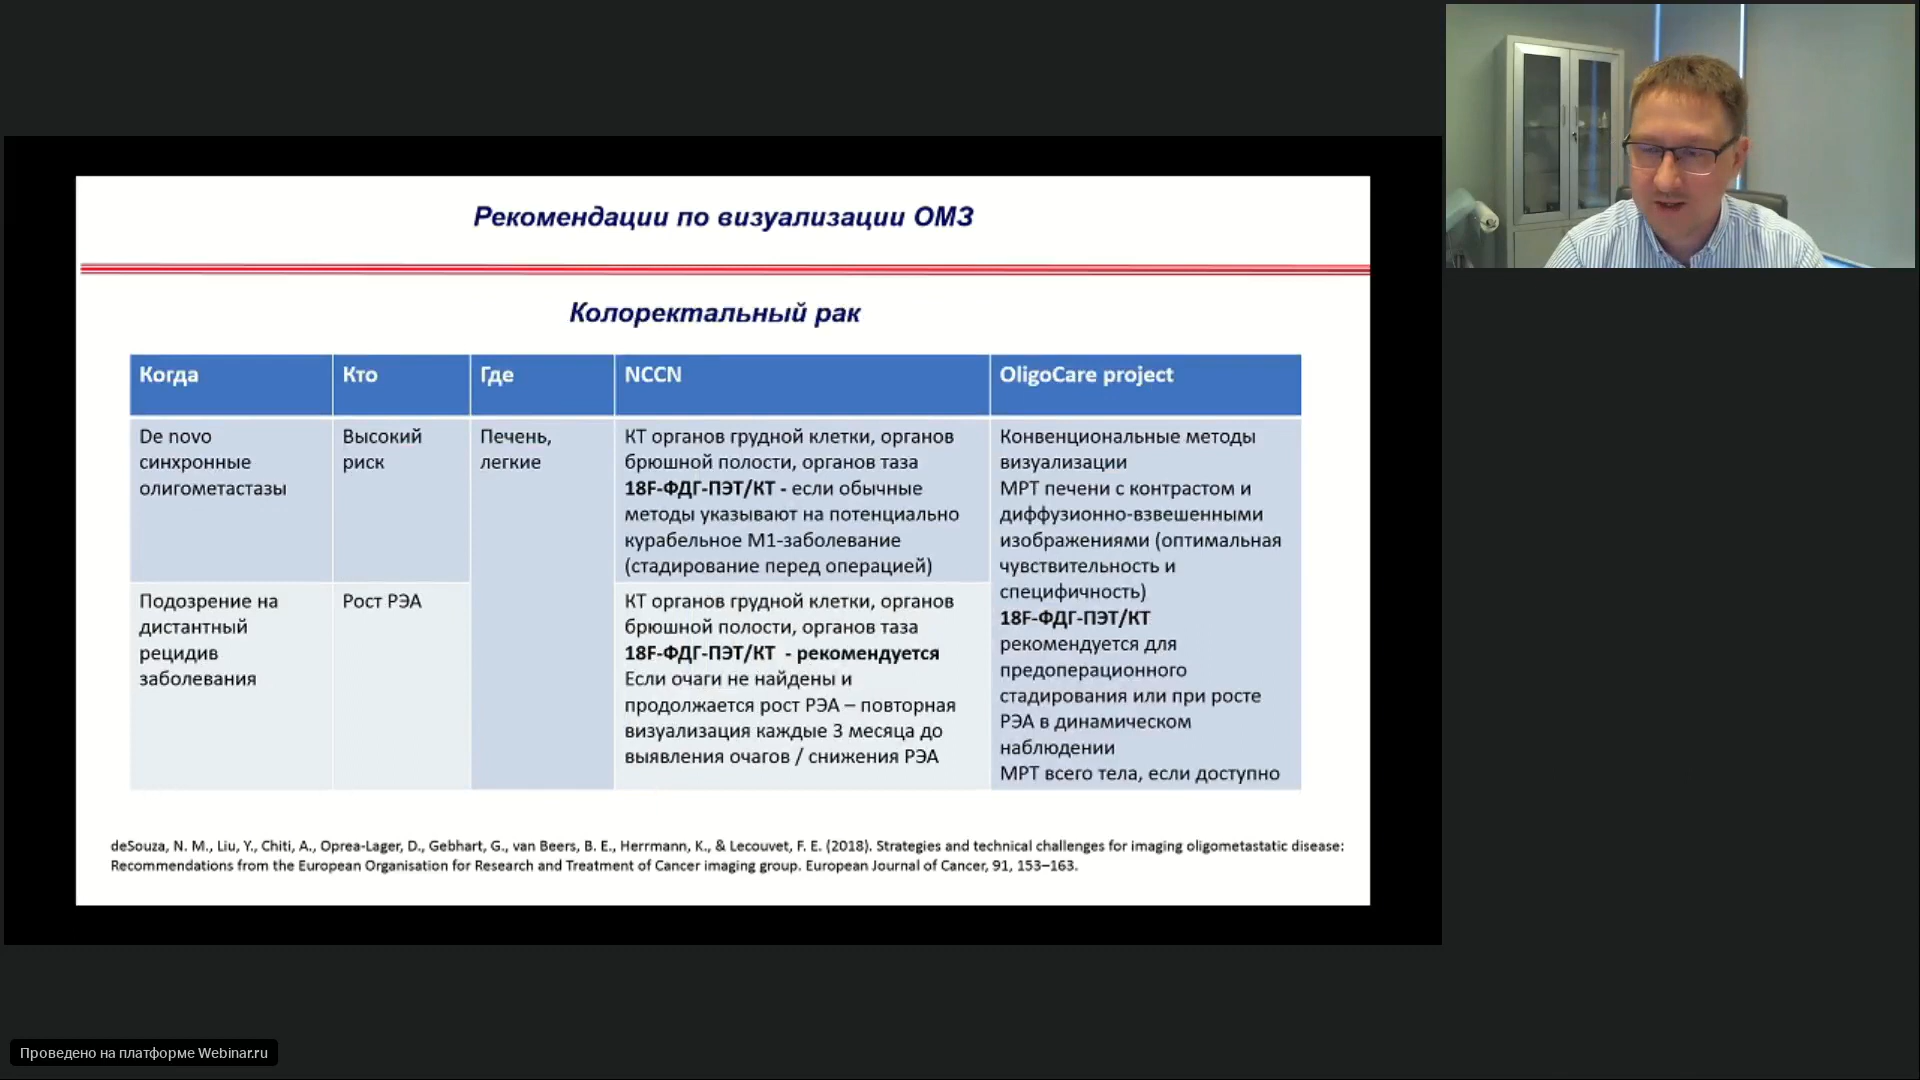 Рекомендации по визуализации ОМЗ
Колоректальный рак
Когда
Кто
Где
NCCN
OligoCare project
De novo
синхронные
олигометастазы
Высокий
риск
Печень,
легкие
КТ органов грудной клетки, органов
брюшной полости, органов таза
18F-ФДГ-ПЭТ/КТ - если обычные
методы указывают на потенциально
курабельное М1-заболевание
(стадирование перед операцией)
Конвенциональные методы
визуализации
МРТ печени с контрастом и
диффузионно-взвешенными
изображениями (оптимальная
чувствительность и
специфичность)
18F-ФДГ-ПЭТ/КТ
рекомендуется для
предоперационного
стадирования или при росте
РЭА в динамическом
наблюдении
МРТ всего тела, если доступно
Подозрение на
дистантный
рецидив
заболевания
Рост РЭА
КТ органов грудной клетки, органов
брюшной полости, органов таза
18F-ФДГ-ПЭТ/КТ - рекомендуется
Если очаги не найдены и
продолжается рост РЭА – повторная
визуализация каждые 3 месяца до
выявления очагов / снижения РЭА
deSouza, N. M., Liu, Y., Chiti, A., Oprea-Lager, D., Gebhart, G., van Beers, B. E., Herrmann, K., & Lecouvet, F. E. (2018). Strategies and technical challenges for imaging oligometastatic disease:
Recommendations from the European Organisation for Research and Treatment of Cancer imaging group. European Journal of Cancer, 91, 153–163.
Проведено на платформе Webinar.ru